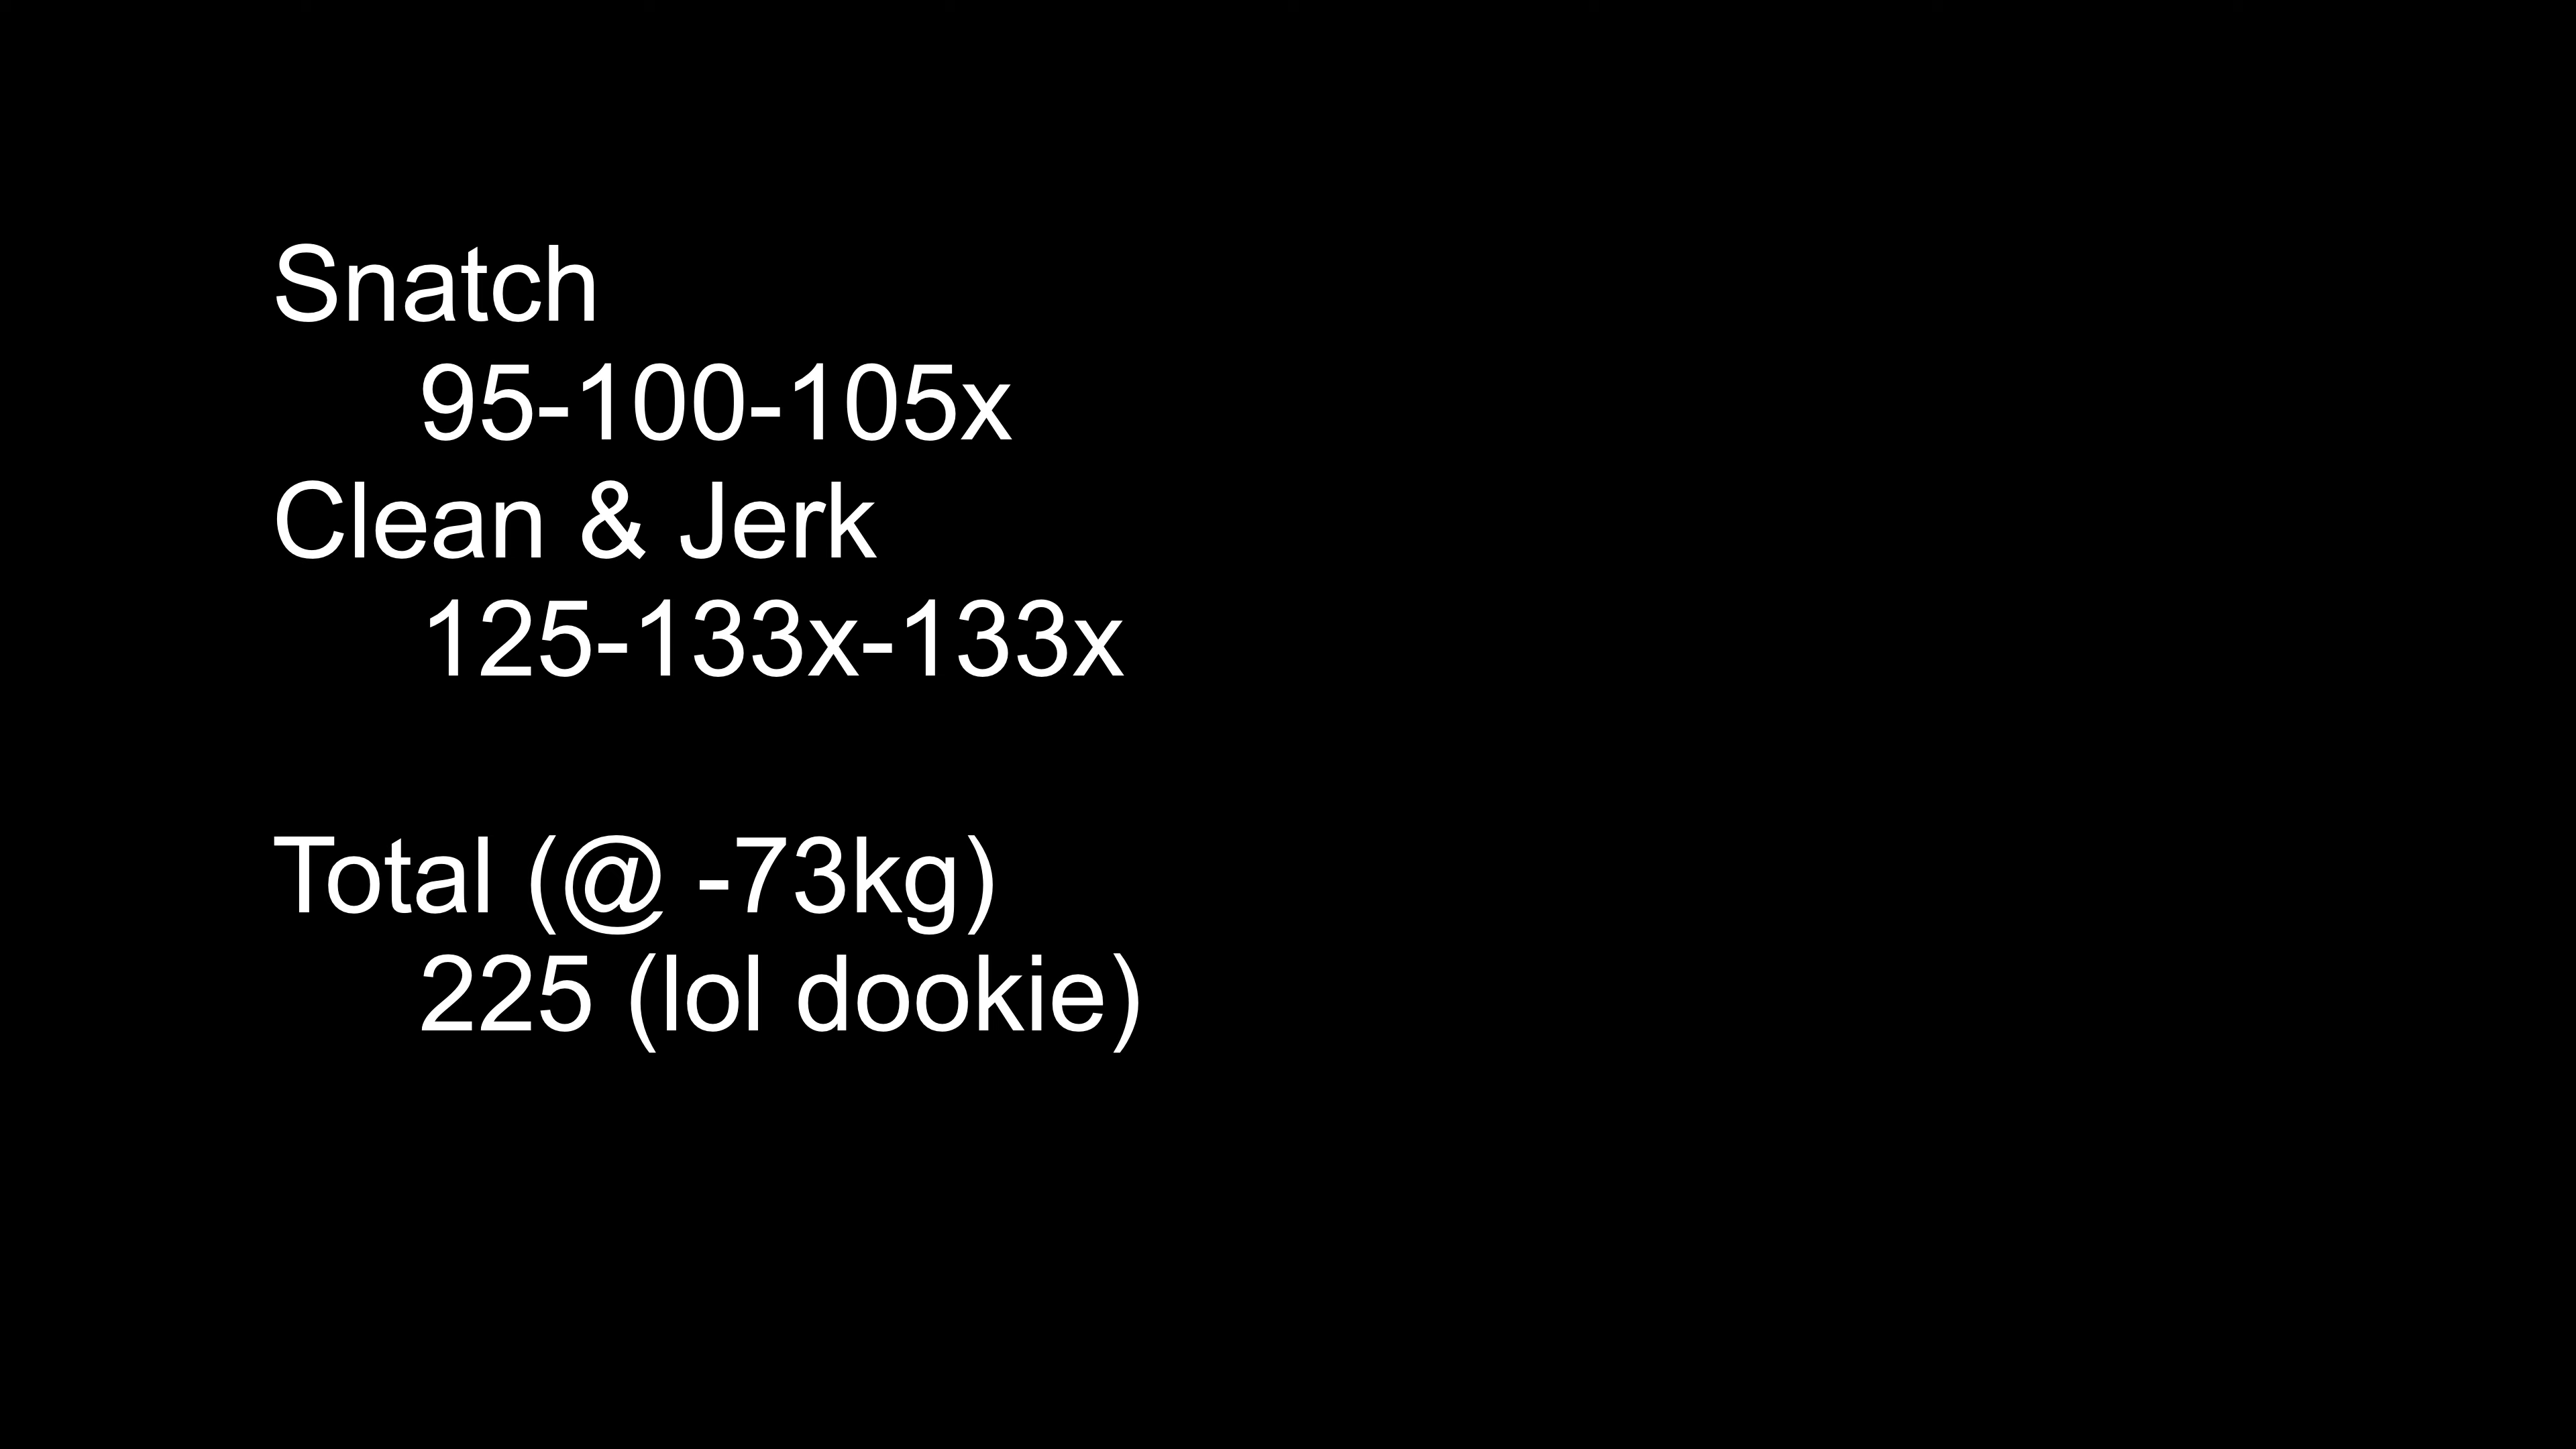 Snatch
95-100-105x
Clean & Jerk
125-133x-133x
Total (@ -73kg)
225 (lol dookie)